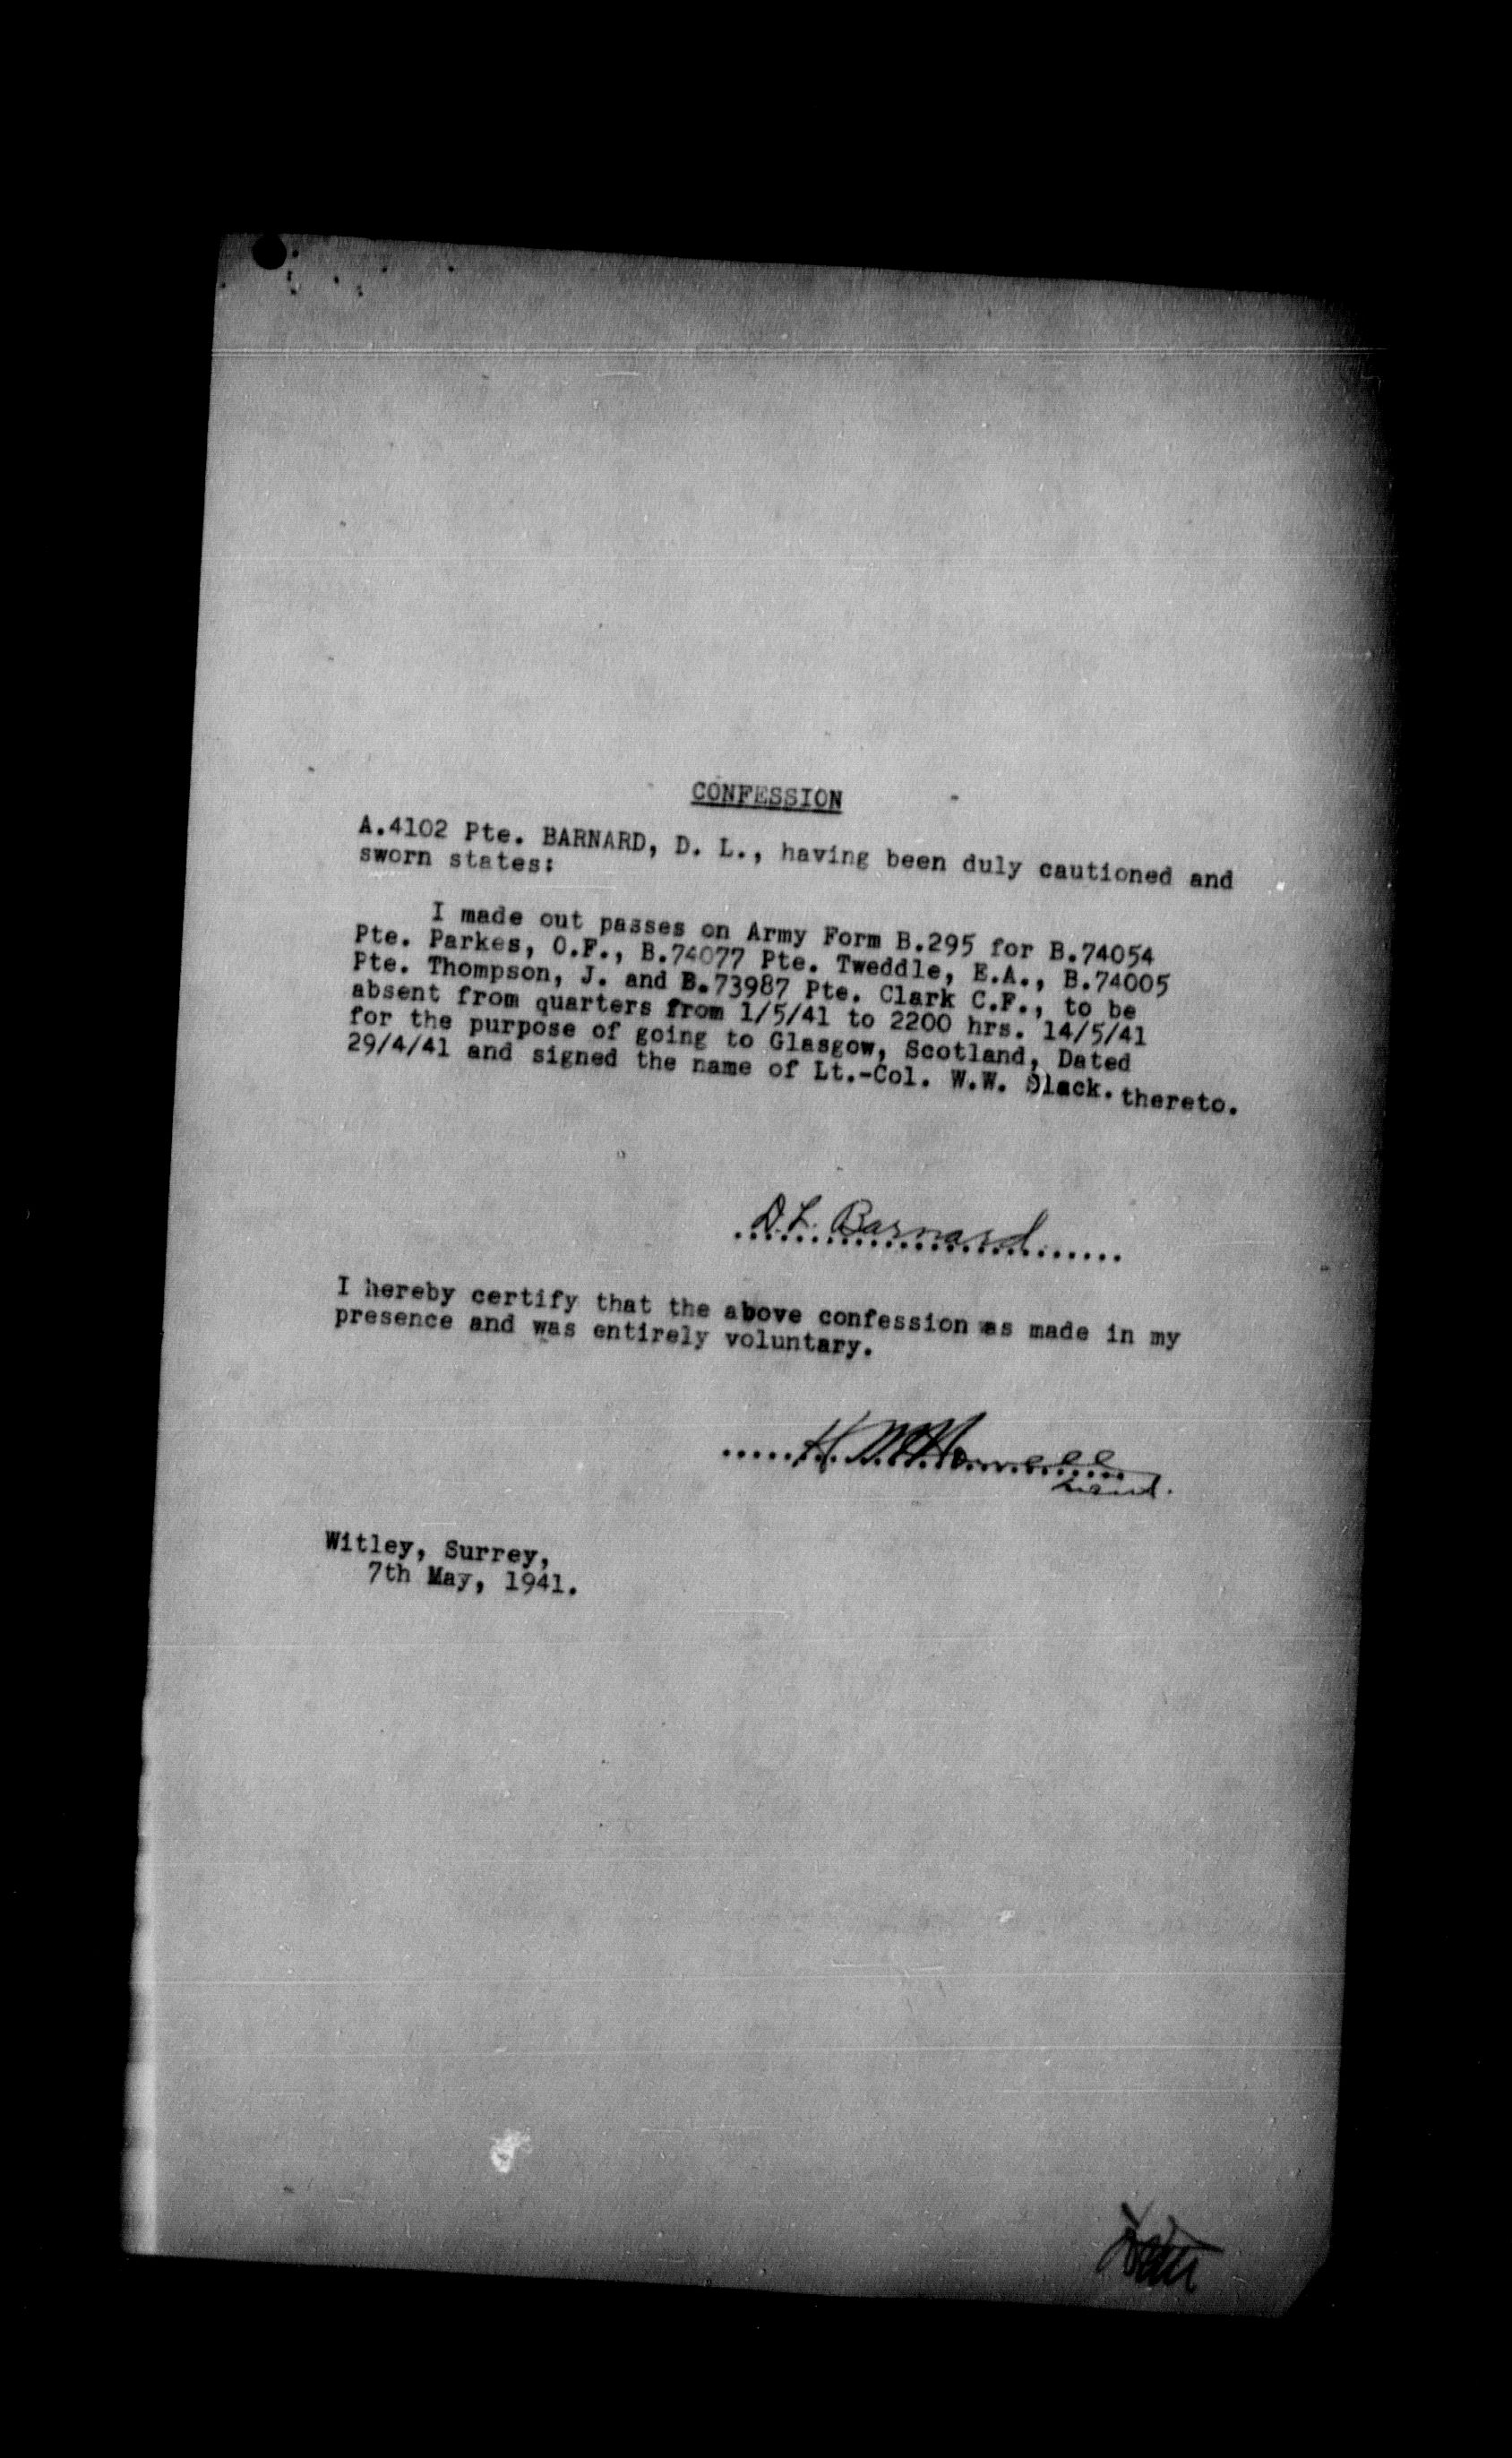 CONFESSION
A.4102 Pte. BARNARD, D. L., having been duly cautioned and
sworn states:
I made out passes on Army Form B.295 for B.74054
Pte. Parkes, O.F., B.74077 Pte. Tweddle, E.A., B.74005
Pte. Thompson, J. and B.73987 Pte. Clark C.F., to be
absent from quarters from 1/5/41 to 2200 hrs. 14/5/41
for the purpose of going to Glasgow, Scotland, Dated
29/4/41 and signed the name of Lt.-Col. W.W. thereto.
D.L. Barnard
I hereby certify that the above confession was made in my
presence and was entirely voluntary.
H.
Witley, Surrey,
7th May, 1941.